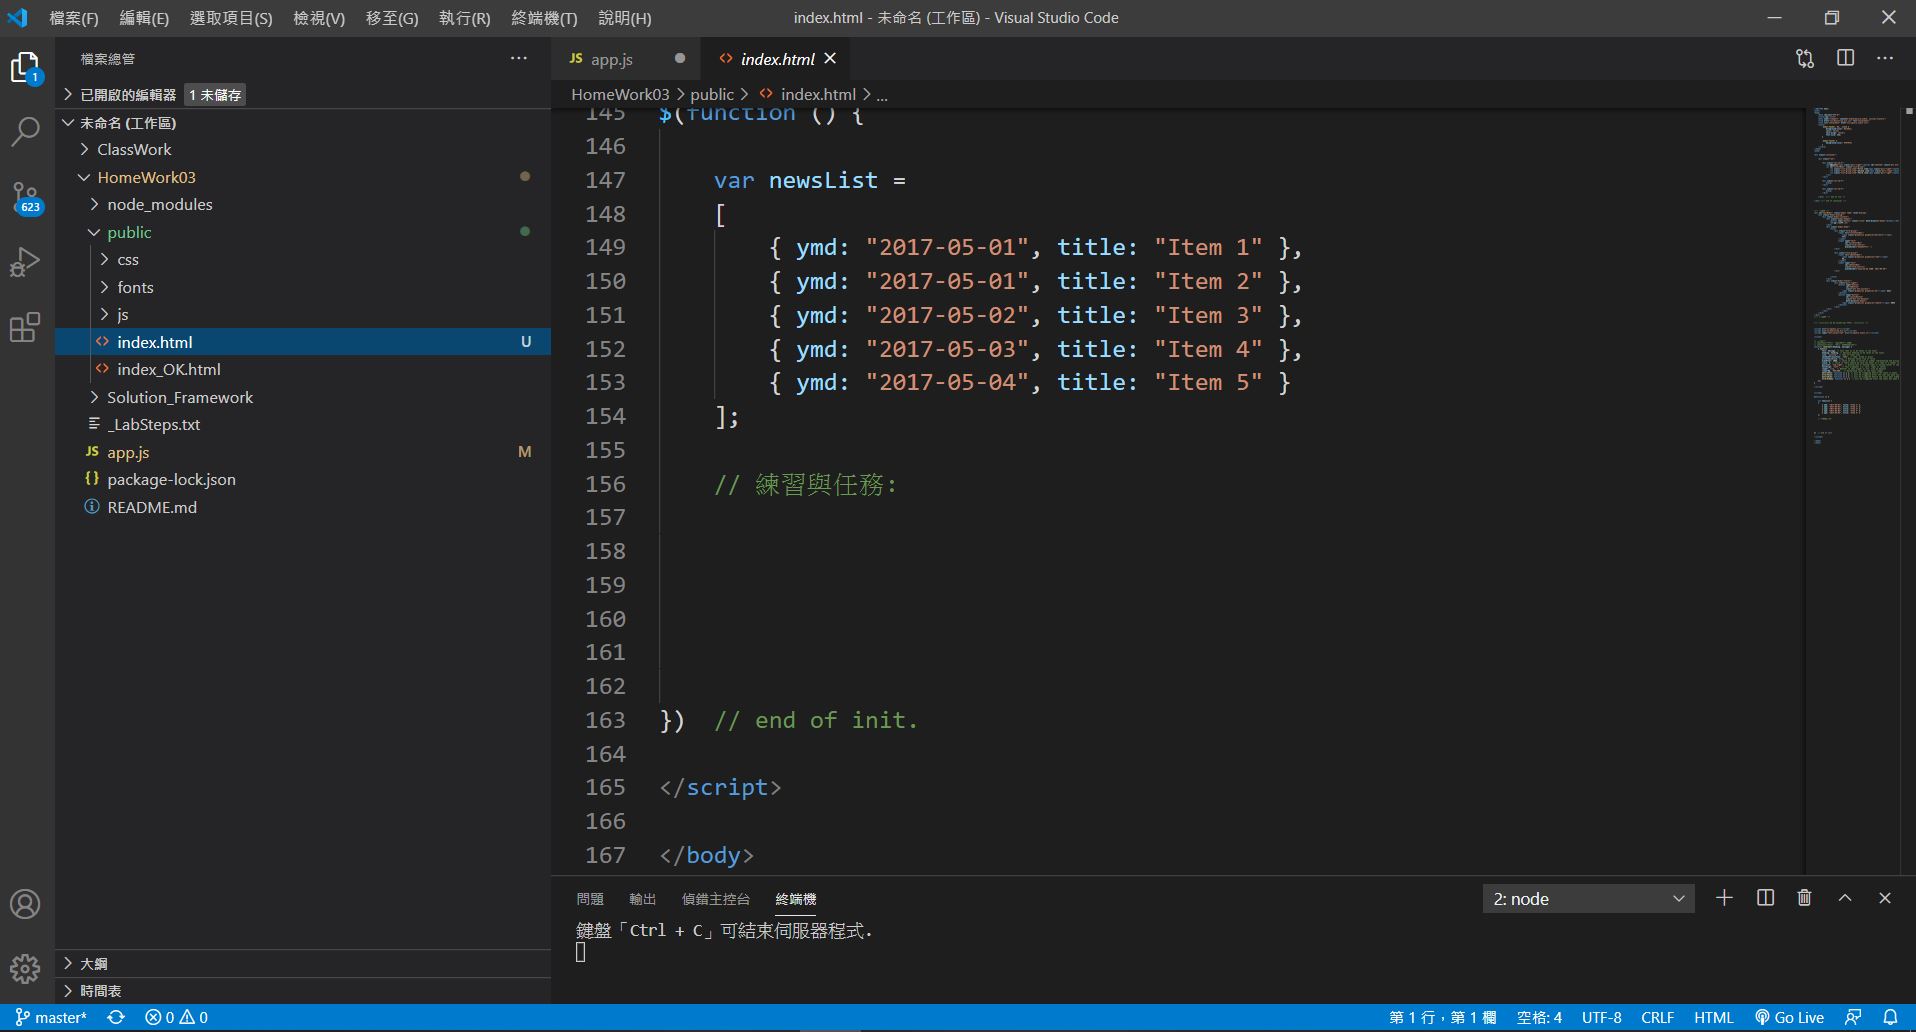 檔案(F) 編輯(E) 選取項目(S) 檢視(V) 移至(G) 執行(R) 終端機(T) 說明(H)
index.html - 未命名 (工作區) - Visual Studio Code
檔案總管
1
已開啟的編輯器 1 未儲存
未命名 (工作區)
ClassWork
HomeWork03
623
node_modules
public
css
fonts
js
index.html U
index_OK.html
Solution_Framework
_LabSteps.txt
JS app.js M
{} package-lock.json
README.md
大綱
時間表
JS app.js
<> index.html
HomeWork03 > public > <> index.html > ...
145 $(function () {
146
147 var newsList =
148 [
149 { ymd: "2017-05-01", title: "Item 1" },
150 { ymd: "2017-05-01", title: "Item 2" },
151 { ymd: "2017-05-02", title: "Item 3" },
152 { ymd: "2017-05-03", title: "Item 4" },
153 { ymd: "2017-05-04", title: "Item 5" }
154 ];
155
156 // 練習與任務:
157
158
159
160
161
162
163 }) // end of init.
164
165 </script>
166
167 </body>
問題 輸出 偵錯主控台 終端機
2: node
鍵盤「Ctrl + C」可結束伺服器程式.
master* 0 0
第 1 行，第 1 欄 空格: 4 UTF-8 CRLF HTML Go Live